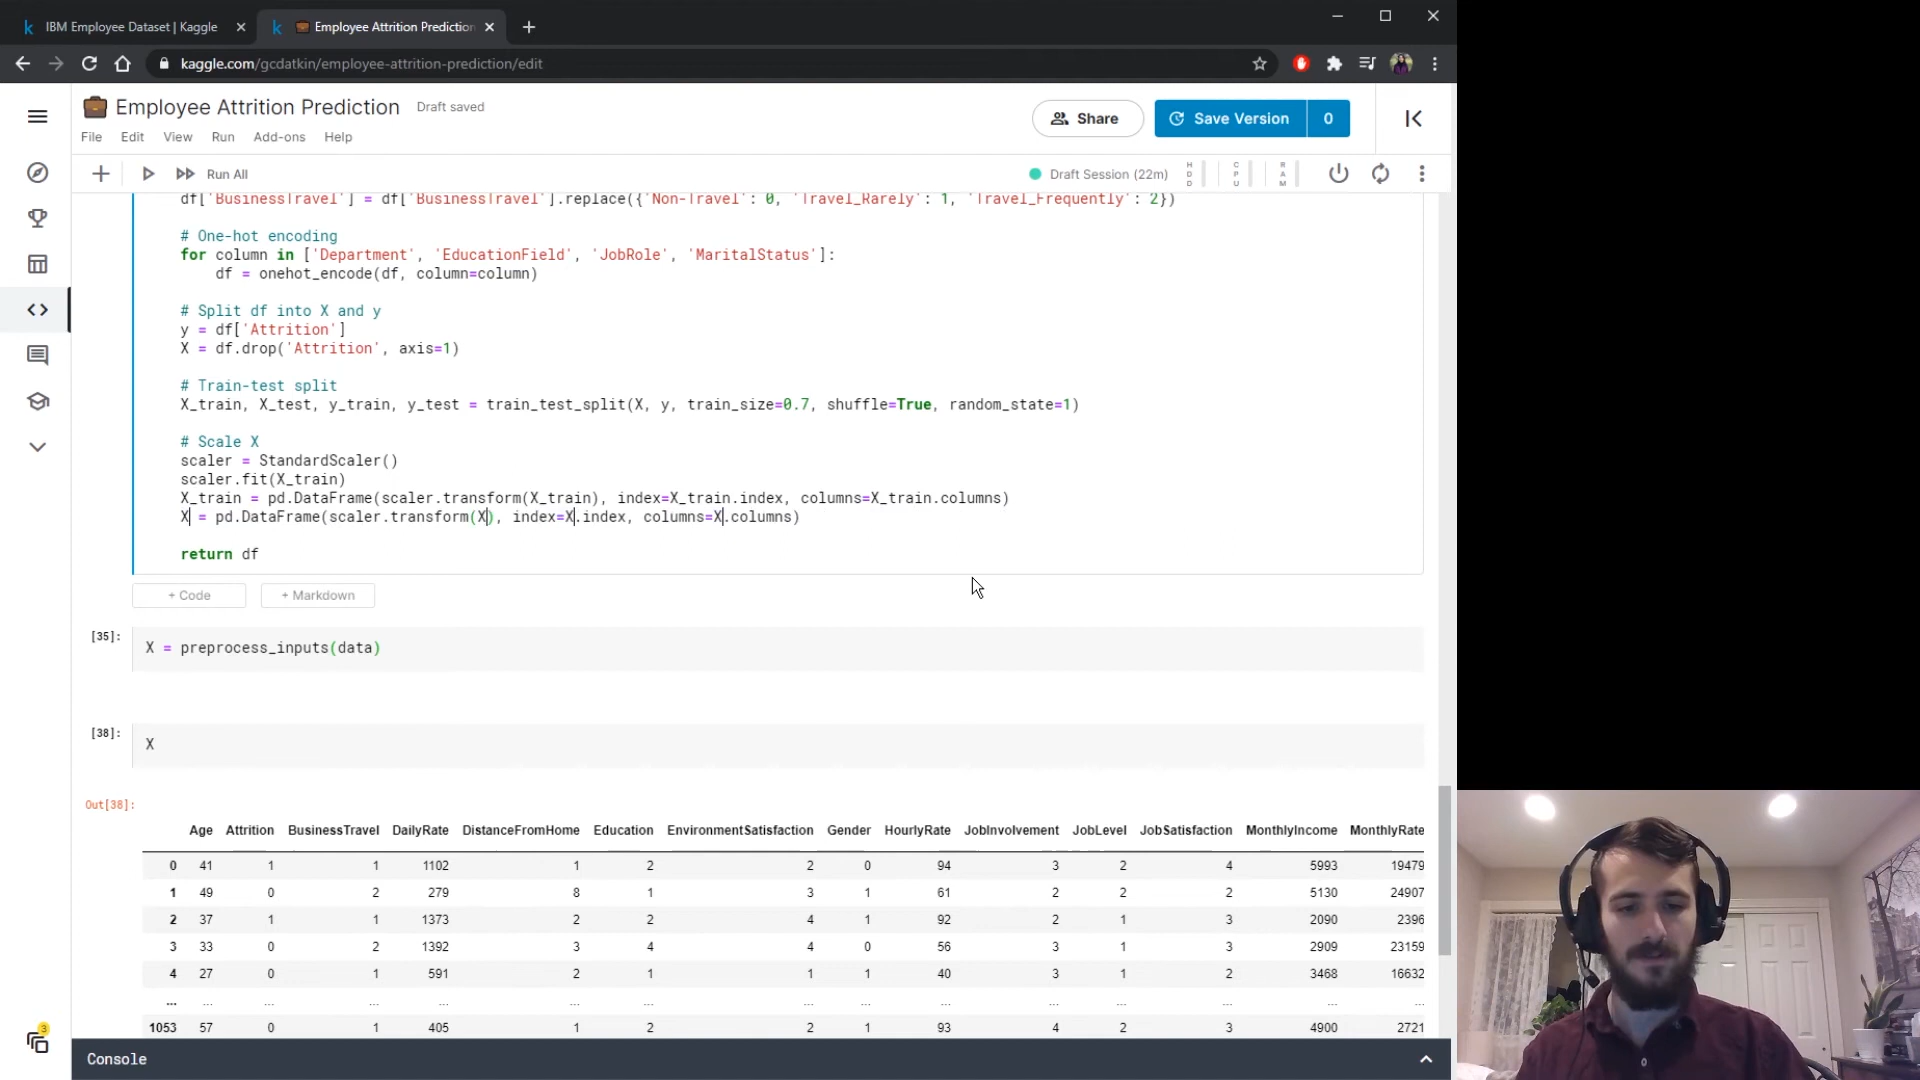 IBM Employee Dataset | Kaggle
Employee Attrition Prediction
kaggle.com/gcdatkin/employee-attrition-prediction/edit
Employee Attrition Prediction
Draft saved
Share
Save Version
0
File Edit View Run Add-ons Help
Run All
Draft Session (22m)
HDD
CPU
RAM
df['BusinessTravel'] = df['BusinessTravel'].replace({'Non-Travel': 0, 'Travel_Rarely': 1, 'Travel_Frequently': 2})
# One-hot encoding
for column in ['Department', 'EducationField', 'JobRole', 'MaritalStatus']:
df = onehot_encode(df, column=column)
# Split df into X and y
y = df['Attrition']
X = df.drop('Attrition', axis=1)
# Train-test split
X_train, X_test, y_train, y_test = train_test_split(X, y, train_size=0.7, shuffle=True, random_state=1)
# Scale X
scaler = StandardScaler()
scaler.fit(X_train)
X_train = pd.DataFrame(scaler.transform(X_train), index=X_train.index, columns=X_train.columns)
X = pd.DataFrame(scaler.transform(X), index=X.index, columns=X.columns)
return df
+ Code
+ Markdown
[35]:
X = preprocess_inputs(data)
[38]:
X
Out[38]:
Age Attrition BusinessTravel DailyRate DistanceFromHome Education EnvironmentSatisfaction Gender HourlyRate JobInvolvement JobLevel JobSatisfaction MonthlyIncome MonthlyRate
0 41 1 1 1102 1 2 2 0 94 3 2 4 5993 19479
1 49 0 2 279 8 1 3 1 61 2 2 2 5130 24907
2 37 1 1 1373 2 2 4 1 92 2 1 3 2090 2396
3 33 0 2 1392 3 4 4 0 56 3 1 3 2909 23159
4 27 0 1 591 2 1 1 1 40 3 1 2 3468 16632
... ... ... ... ... ... ... ... ... ... ... ... ... ... ...
1053 57 0 1 405 1 2 2 1 93 4 2 3 4900 2721
3
Console